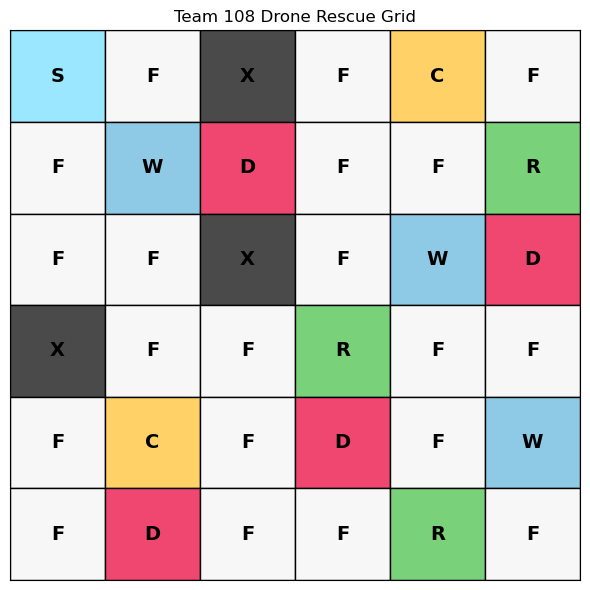 Team 108 Drone Rescue Grid
S F X F C F
F W D F F R
F F X F W D
X F F R F F
F C F D F W
F D F F R F